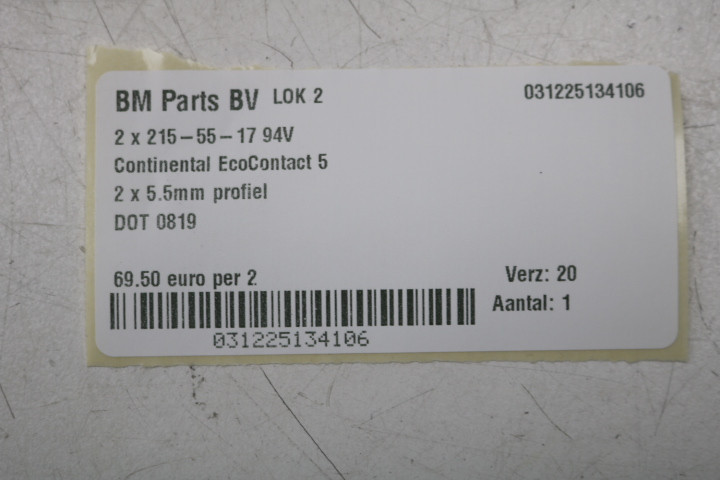 BM Parts BV LOK 2 031225134106
2 x 215-55-17 94V
Continental EcoContact 5
2 x 5.5mm profiel
DOT 0819
69.50 euro per 2 Verz: 20
Aantal: 1
031225134106